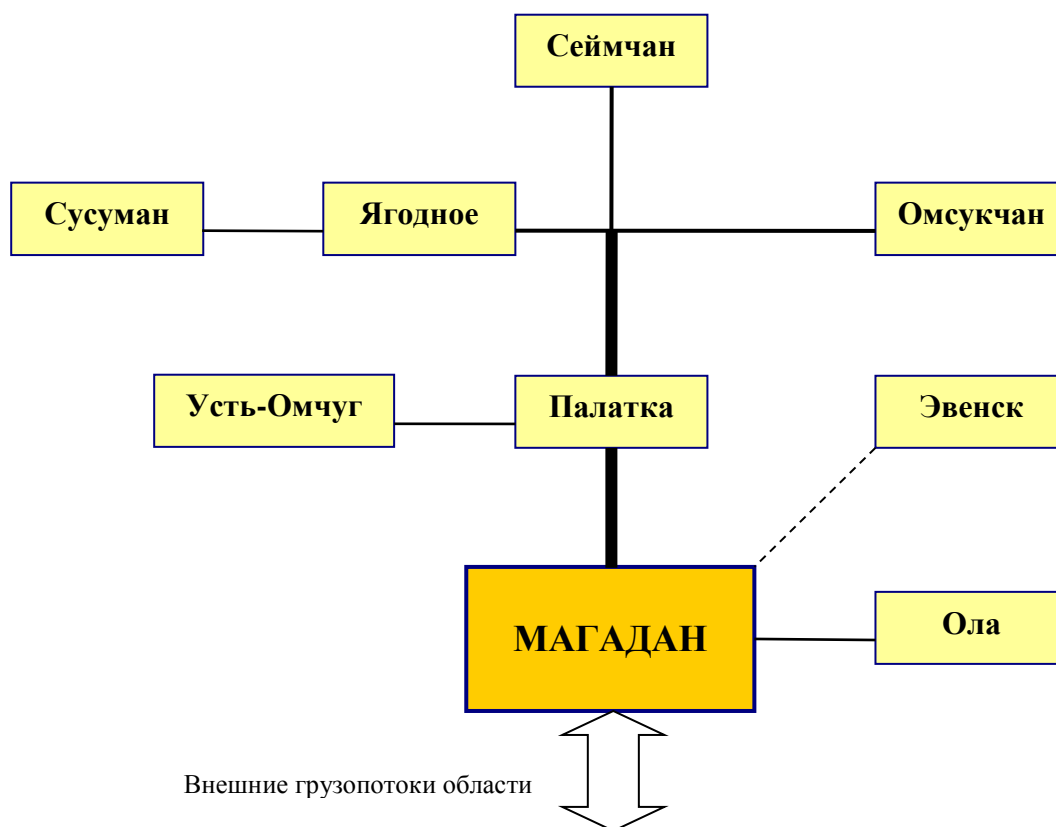 Сеймчан
Сусуман
Ягодное
Омсукчан
Усть-Омчуг
Палатка
Эвенск
МАГАДАН
Ола
Внешние грузопотоки области